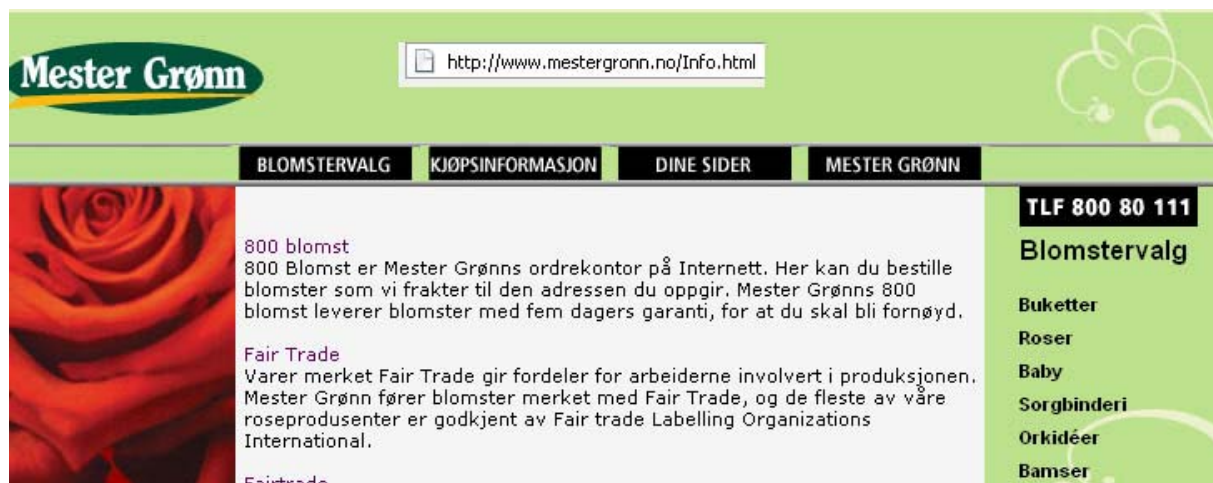 Mester Grønn
http://www.mestergronn.no/Info.html
BLOMSTERVALG KJØPSINFORMASJON DINE SIDER MESTER GRØNN
800 blomst
800 Blomst er Mester Grønns ordrekontor på Internett. Her kan du bestille
blomster som vi frakter til den adressen du oppgir. Mester Grønns 800
blomst leverer blomster med fem dagers garanti, for at du skal bli fornøyd.
Fair Trade
Varer merket Fair Trade gir fordeler for arbeiderne involvert i produksjonen.
Mester Grønn fører blomster merket med Fair Trade, og de fleste av våre
roseprodusenter er godkjent av Fair trade Labelling Organizations
International.
Fairtrade
TLF 800 80 111
Blomstervalg
Buketter
Roser
Baby
Sorgbinderi
Orkidéer
Bamser